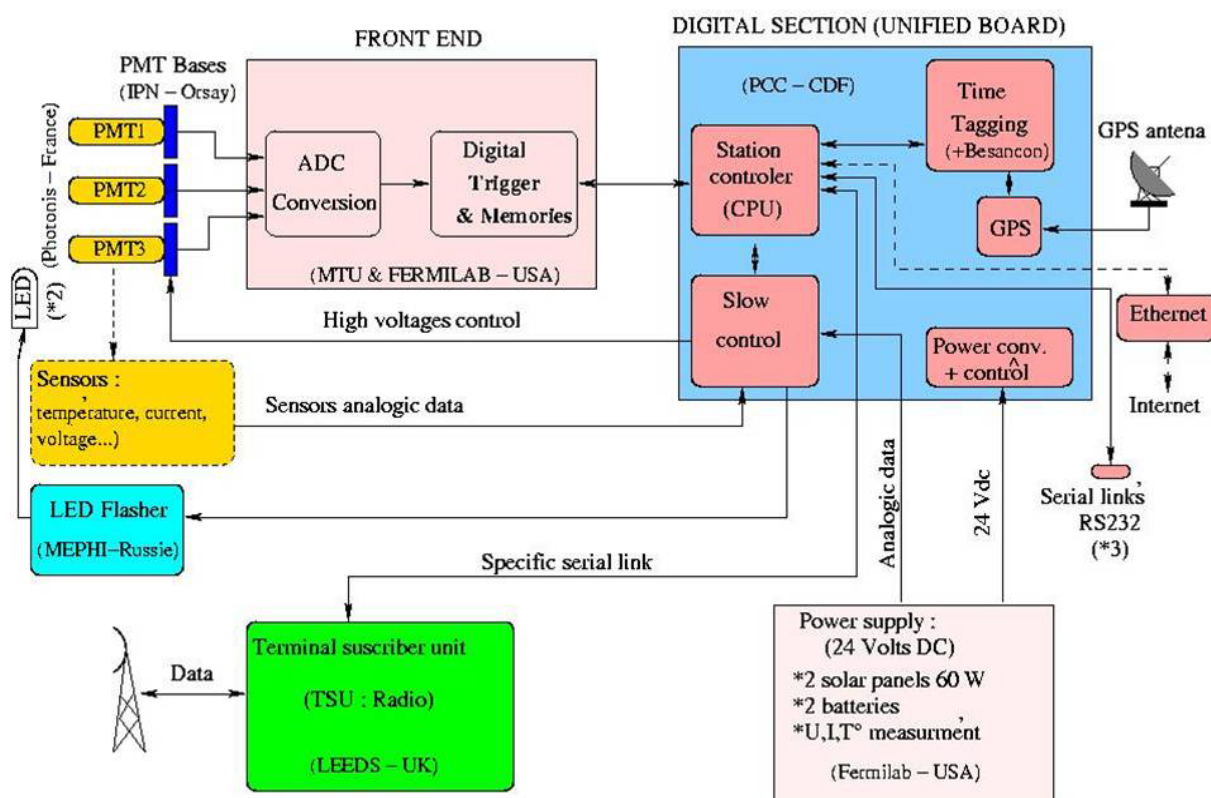 DIGITAL SECTION (UNIFIED BOARD)
FRONT END
PMT Bases
(IPN – Orsay)
(Photonis – France)
PMT1
PMT2
PMT3
ADC
Conversion
Digital
Trigger
& Memories
(MTU & FERMILAB – USA)
(PCC – CDF)
Station
controler
(CPU)
Time
Tagging
(+Besancon)
GPS
GPS antena
Slow
control
Power conv.
+ control
Ethernet
Internet
Serial links
RS232
(*3)
LED
(*2)
High voltages control
Sensors :
temperature, current,
voltage...)
Sensors analogic data
LED Flasher
(MEPHI–Russie)
Specific serial link
Analogic data
24 Vdc
Terminal suscriber unit
(TSU : Radio)
(LEEDS – UK)
Data
Power supply :
(24 Volts DC)
*2 solar panels 60 W
*2 batteries
*U,I,T° measurment
(Fermilab – USA)